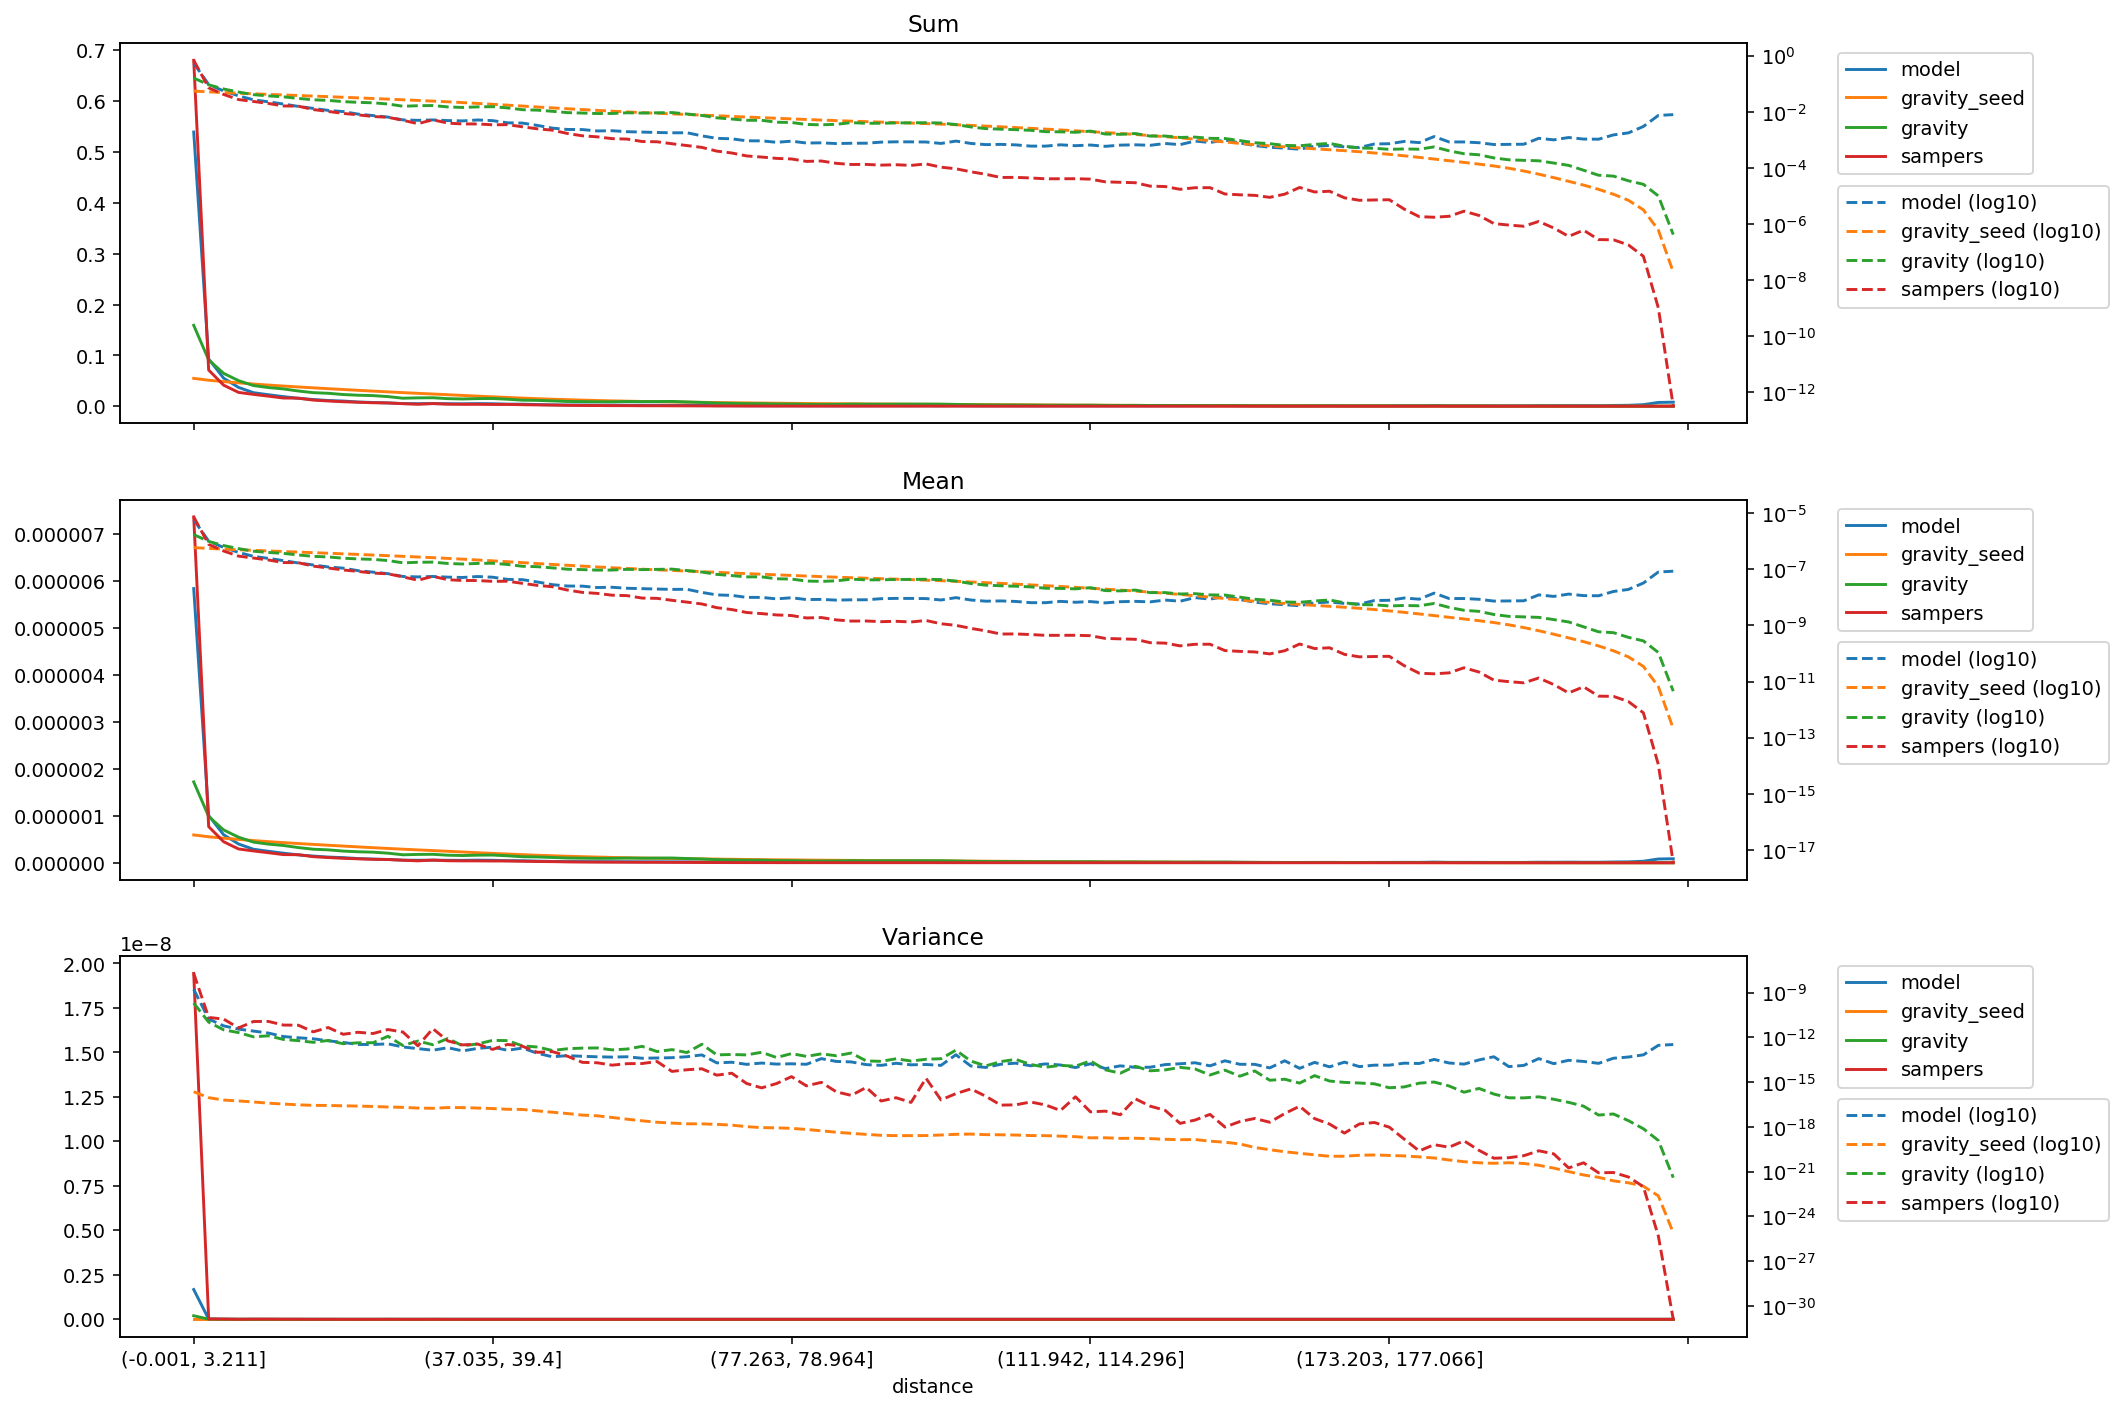 Sum
0.7
0.6
0.5
0.4
0.3
0.2
0.1
0.0
10^0
10^−2
10^−4
10^−6
10^−8
10^−10
10^−12
model
gravity_seed
gravity
sampers
model (log10)
gravity_seed (log10)
gravity (log10)
sampers (log10)
Mean
0.000007
0.000006
0.000005
0.000004
0.000003
0.000002
0.000001
0.000000
10^−5
10^−7
10^−9
10^−11
10^−13
10^−15
10^−17
model
gravity_seed
gravity
sampers
model (log10)
gravity_seed (log10)
gravity (log10)
sampers (log10)
Variance
1e−8
2.00
1.75
1.50
1.25
1.00
0.75
0.50
0.25
0.00
10^−9
10^−12
10^−15
10^−18
10^−21
10^−24
10^−27
10^−30
model
gravity_seed
gravity
sampers
model (log10)
gravity_seed (log10)
gravity (log10)
sampers (log10)
(-0.001, 3.211]
(37.035, 39.4]
(77.263, 78.964]
(111.942, 114.296]
(173.203, 177.066]
distance